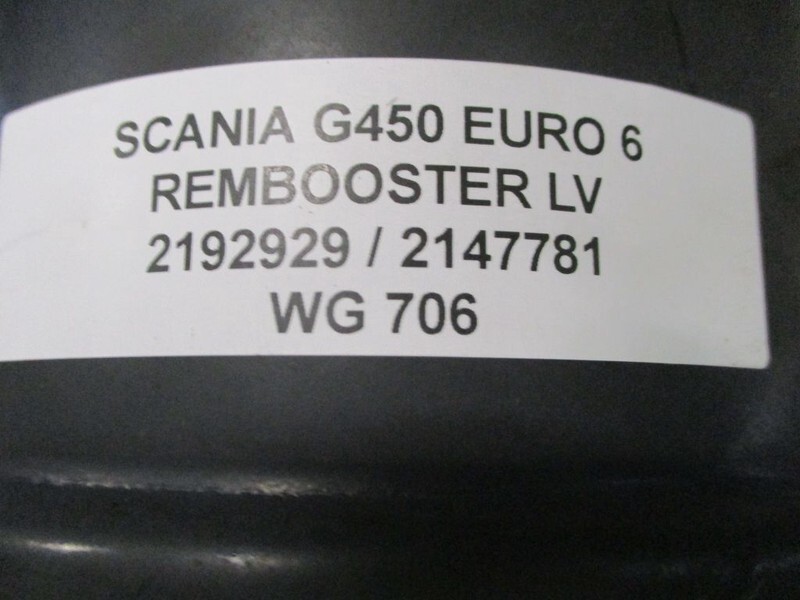 SCANIA G450 EURO 6
REMBOOSTER LV
2192929 / 2147781
WG 706